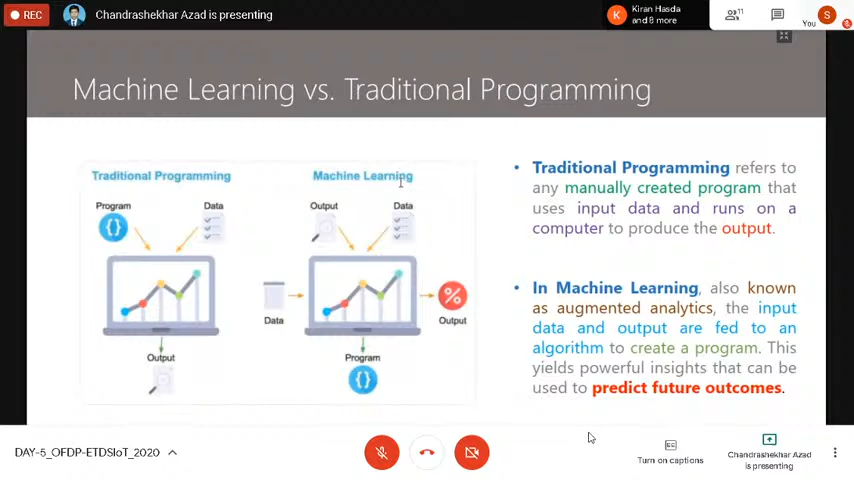 REC
Chandrashekhar Azad is presenting
K
Kiran Hasda
and 8 more
11
S
You
Machine Learning vs. Traditional Programming
Traditional Programming
Machine Learning
Program
Data
Output
Data
{}
Data
%
Output
Output
Program
{}
• Traditional Programming refers to
any manually created program that
uses input data and runs on a
computer to produce the output.
• In Machine Learning, also known
as augmented analytics, the input
data and output are fed to an
algorithm to create a program. This
yields powerful insights that can be
used to predict future outcomes.
DAY-5_OFDP-ETDSIoT_2020
Turn on captions
Chandrashekhar Azad
is presenting